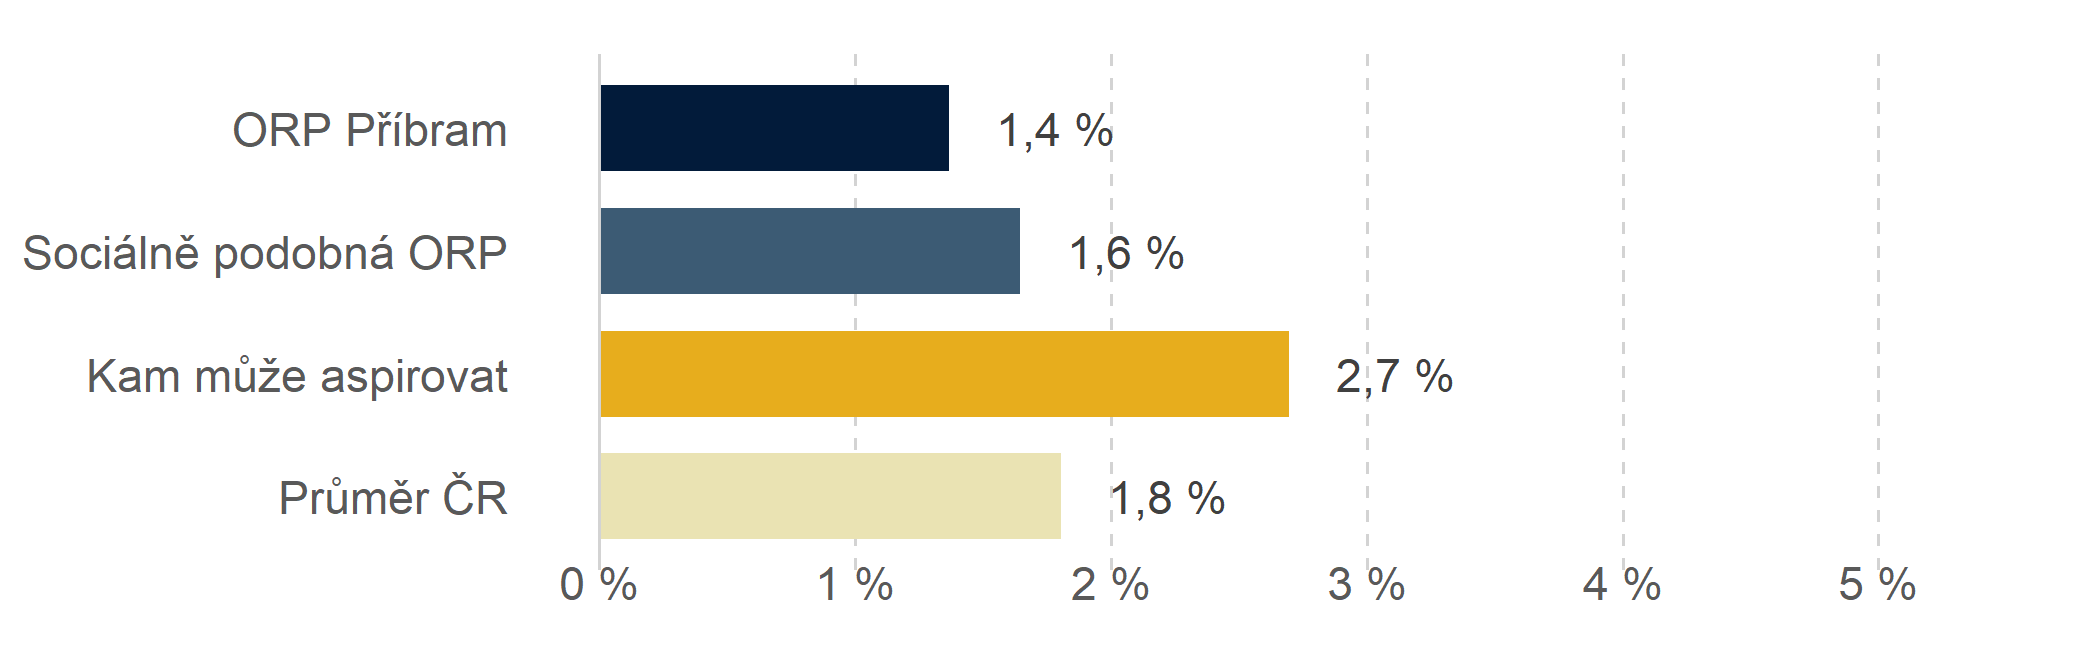 ORP Příbram
1,4 %
Sociálně podobná ORP
1,6 %
Kam může aspirovat
2,7 %
Průměr ČR
1,8 %
0 % 1 % 2 % 3 % 4 % 5 %